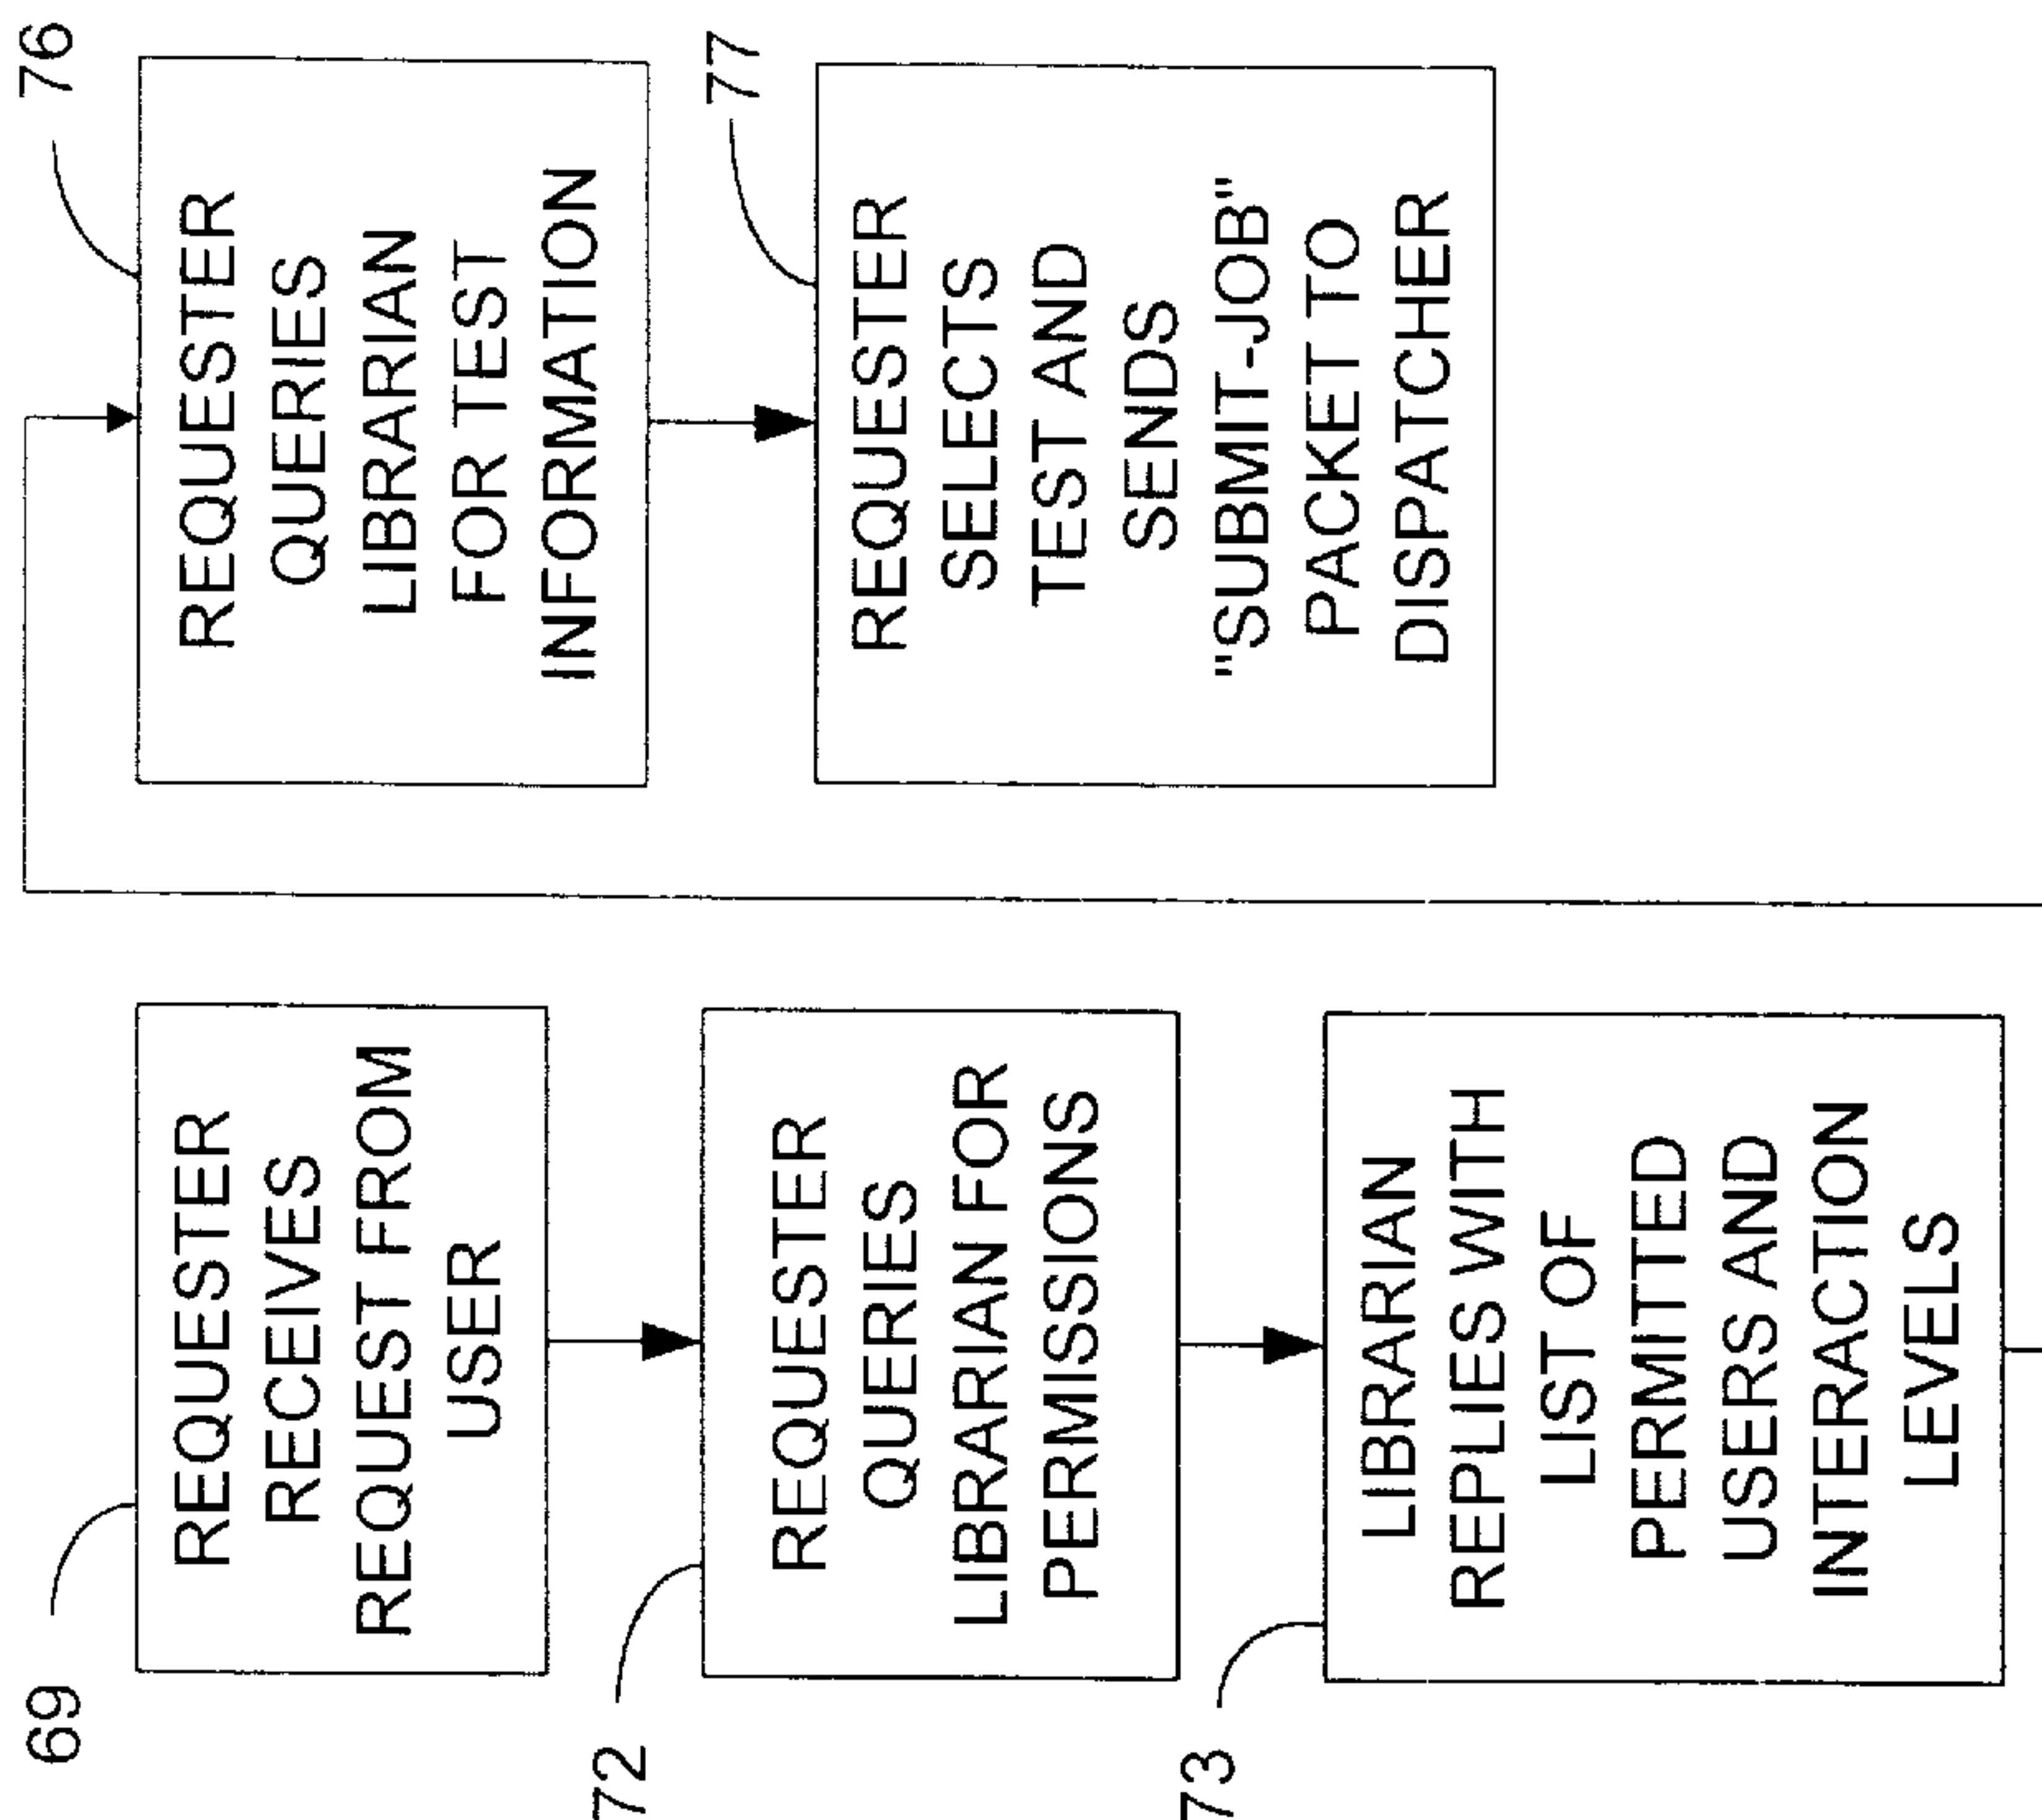 69
REQUESTER
RECEIVES
REQUEST FROM
USER
72
REQUESTER
QUERIES
LIBRARIAN FOR
PERMISSIONS
73
LIBRARIAN
REPLIES WITH
LIST OF
PERMITTED
USERS AND
INTERACTION
LEVELS
76
REQUESTER
QUERIES
LIBRARIAN
FOR TEST
INFORMATION
77
REQUESTER
SELECTS
TEST AND
SENDS
"SUBMIT-JOB"
PACKET TO
DISPATCHER